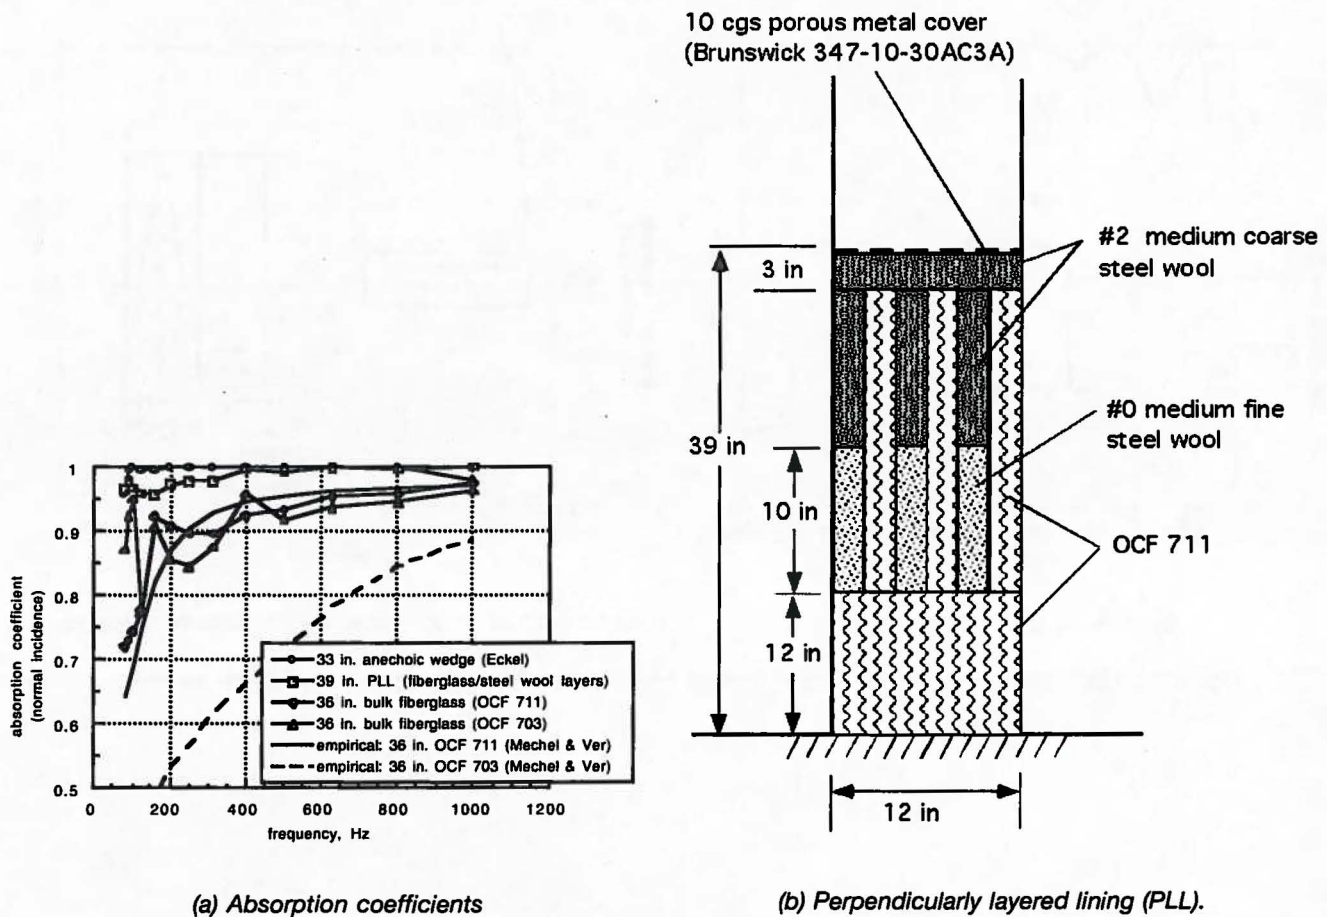 10 cgs porous metal cover
(Brunswick 347-10-30AC3A)
#2 medium coarse
steel wool
3 in
#0 medium fine
steel wool
39 in
10 in
OCF 711
12 in
12 in
absorption coefficient
(normal incidence)
1
0.9
0.8
0.7
0.6
0.5
33 in. anechoic wedge (Eckel)
39 in. PLL (fiberglass/steel wool layers)
36 in. bulk fiberglass (OCF 711)
36 in. bulk fiberglass (OCF 703)
empirical: 36 in. OCF 711 (Mechel & Ver)
empirical: 36 in. OCF 703 (Mechel & Ver)
0 200 400 600 800 1000 1200
frequency, Hz
(a) Absorption coefficients
(b) Perpendicularly layered lining (PLL).